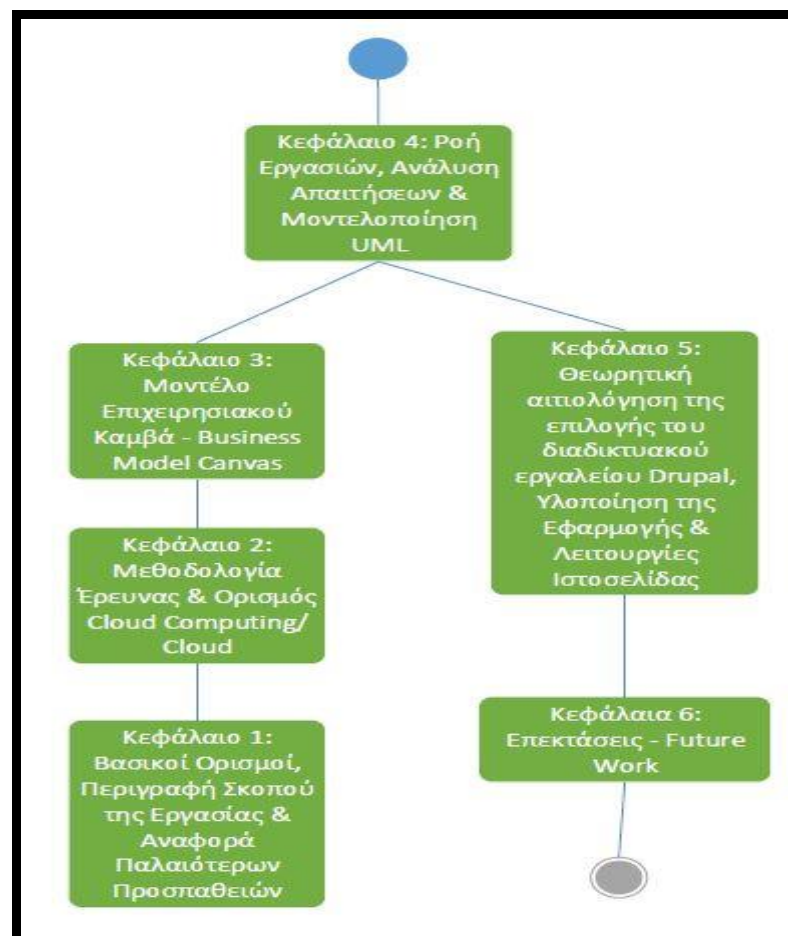 Κεφάλαιο 4: Ροή
Εργασιών, Ανάλυση
Απαιτήσεων &
Μοντελοποίηση
UML
Κεφάλαιο 3:
Μοντέλο
Επιχειρησιακού
Καμβά - Business
Model Canvas
Κεφάλαιο 2:
Μεθοδολογία
Έρευνας & Ορισμός
Cloud Computing/
Cloud
Κεφάλαιο 1:
Βασικοί Ορισμοί,
Περιγραφή Σκοπού
της Εργασίας &
Αναφορά
Παλαιότερων
Προσπαθειών
Κεφάλαιο 5:
Θεωρητική
αιτιολόγηση της
επιλογής του
διαδικτυακού
εργαλείου Drupal,
Υλοποίηση της
Εφαρμογής &
Λειτουργίες
Ιστοσελίδας
Κεφάλαια 6:
Επεκτάσεις - Future
Work